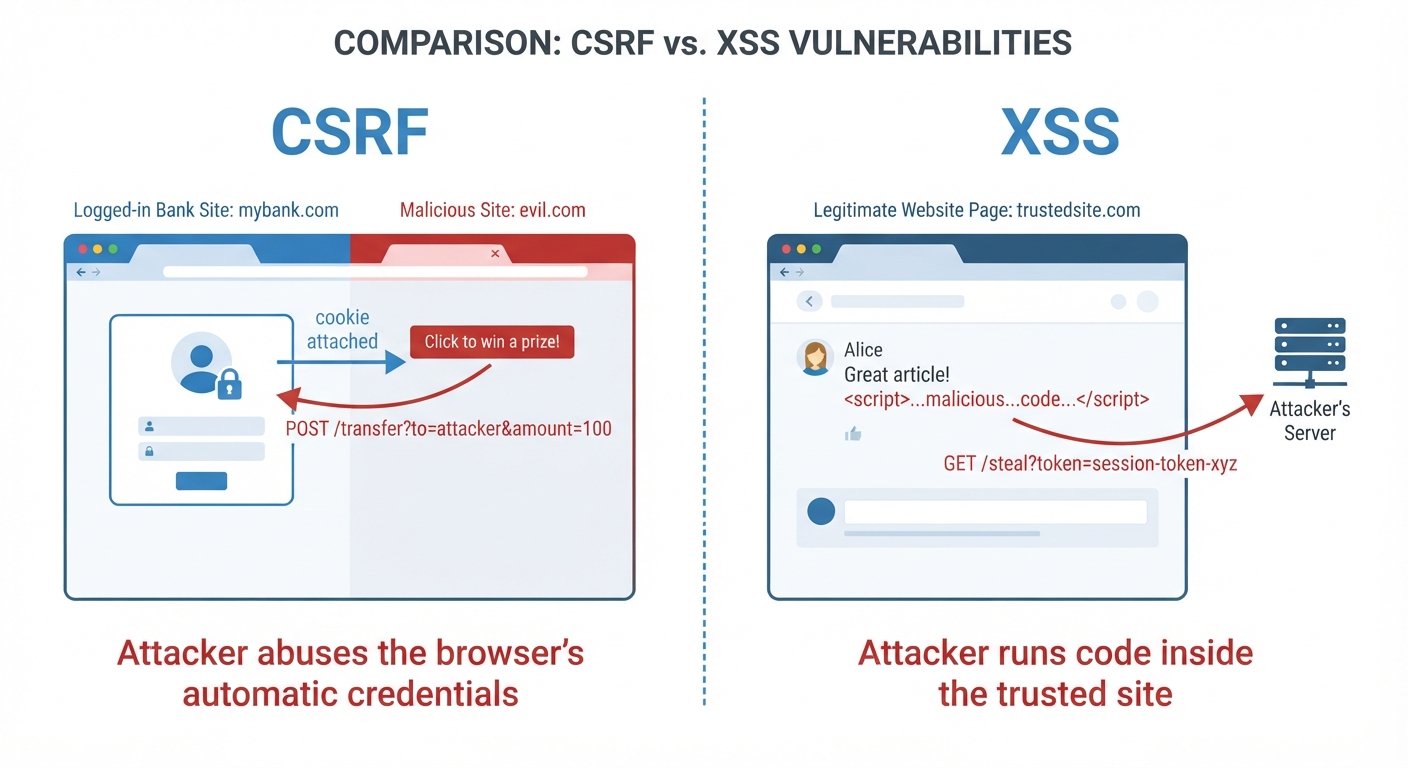 COMPARISON: CSRF vs. XSS VULNERABILITIES
CSRF
Logged-in Bank Site: mybank.com
Malicious Site: evil.com
cookie
attached
Click to win a prize!
POST /transfer?to=attacker&amount=100
Attacker abuses the browser’s
automatic credentials
XSS
Legitimate Website Page: trustedsite.com
Alice
Great article!
<script>...malicious...code...</script>
GET /steal?token=session-token-xyz
Attacker’s
Server
Attacker runs code inside
the trusted site